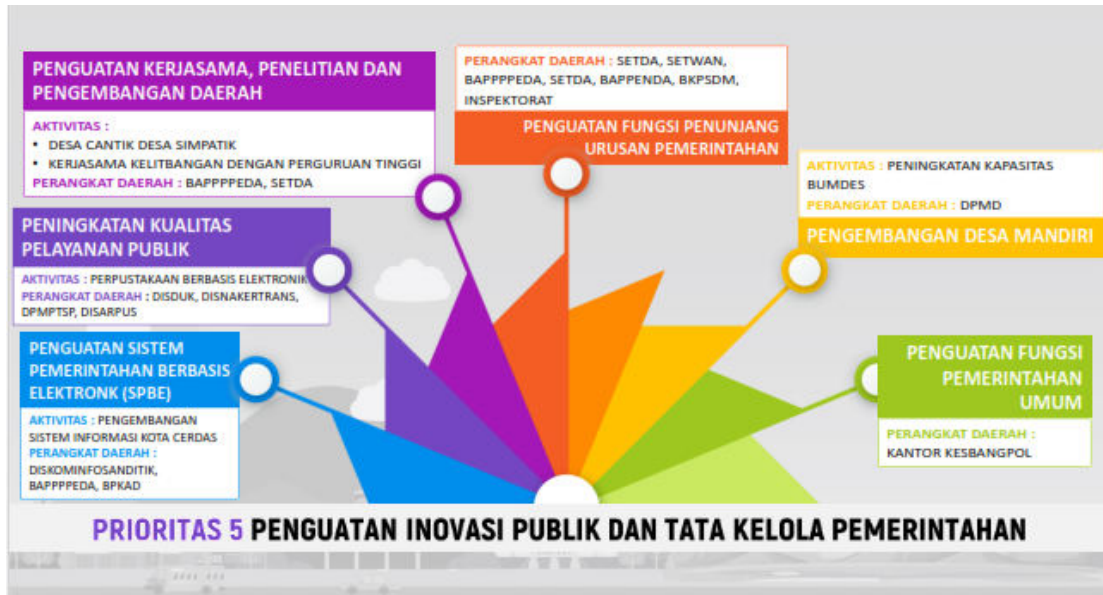 PENGUATAN KERJASAMA, PENELITIAN DAN
PENGEMBANGAN DAERAH
AKTIVITAS :
• DESA CANTIK DESA SIMPATIK
• KERJASAMA KELITBANGAN DENGAN PERGURUAN TINGGI
PERANGKAT DAERAH : BAPPPPEDA, SETDA
PERANGKAT DAERAH : SETDA, SETWAN,
BAPPPPEDA, SETDA, BAPPENDA, BKPSDM,
INSPEKTORAT
PENGUATAN FUNGSI PENUNJANG
URUSAN PEMERINTAHAN
AKTIVITAS : PENINGKATAN KAPASITAS
BUMDES
PERANGKAT DAERAH : DPMD
PENGEMBANGAN DESA MANDIRI
PENINGKATAN KUALITAS
PELAYANAN PUBLIK
AKTIVITAS : PERPUSTAKAAN BERBASIS ELEKTRONIK
PERANGKAT DAERAH : DISDUK, DISNAKERTRANS,
DPMPTSP, DISARPUS
PENGUATAN SISTEM
PEMERINTAHAN BERBASIS
ELEKTRONK (SPBE)
AKTIVITAS : PENGEMBANGAN
SISTEM INFORMASI KOTA CERDAS
PERANGKAT DAERAH :
DISKOMINFOSANDITIK,
BAPPPPEDA, BPKAD
PENGUATAN FUNGSI
PEMERINTAHAN
UMUM
PERANGKAT DAERAH :
KANTOR KESBANGPOL
PRIORITAS 5 PENGUATAN INOVASI PUBLIK DAN TATA KELOLA PEMERINTAHAN